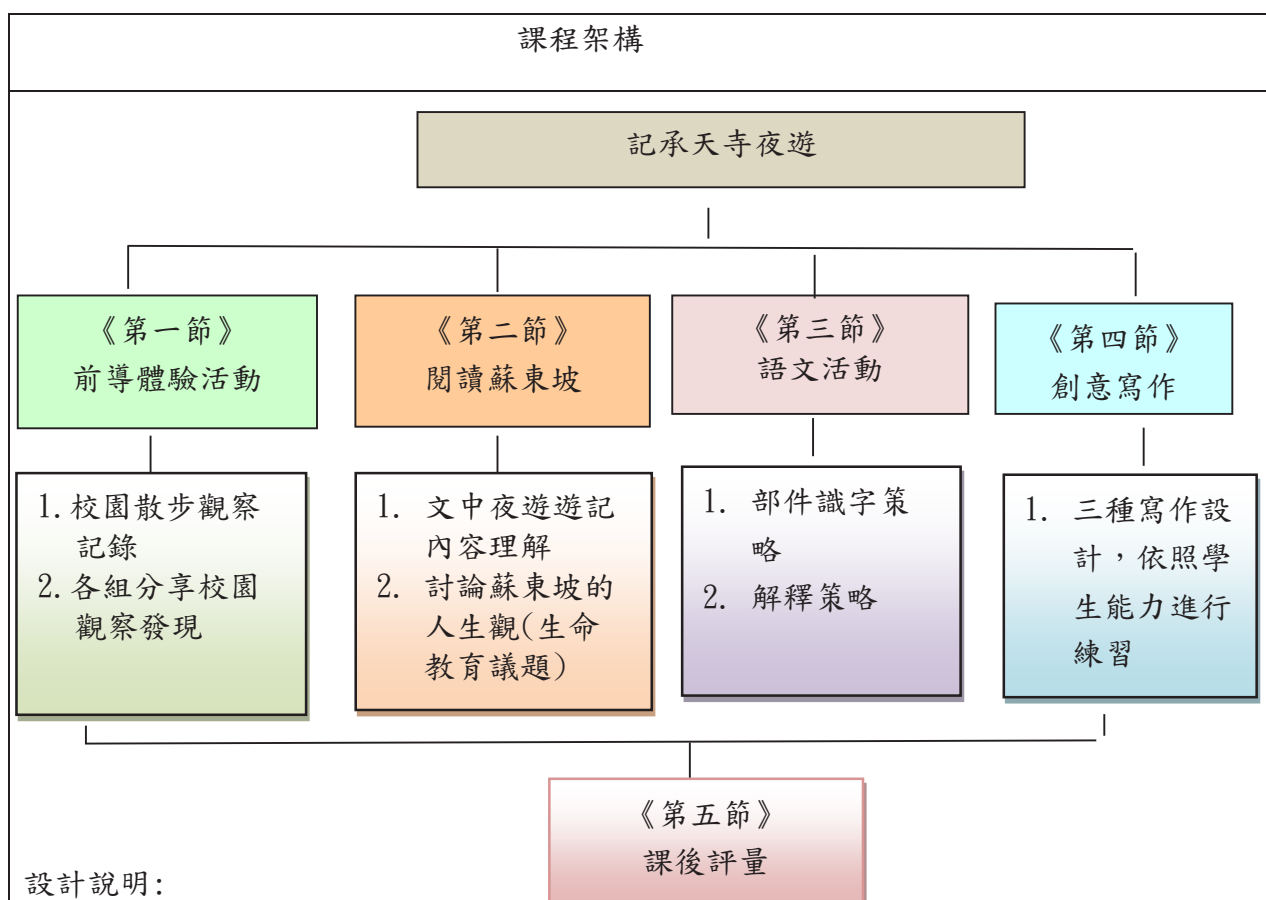 課程架構
記承天寺夜遊
《第一節》
前導體驗活動
《第二節》
閱讀蘇東坡
《第三節》
語文活動
《第四節》
創意寫作
1. 校園散步觀察
記錄
2. 各組分享校園
觀察發現
1. 文中夜遊遊記
內容理解
2. 討論蘇東坡的
人生觀(生命
教育議題)
1. 部件識字策
略
2. 解釋策略
1. 三種寫作設
計，依照學
生能力進行
練習
《第五節》
課後評量
設計說明: